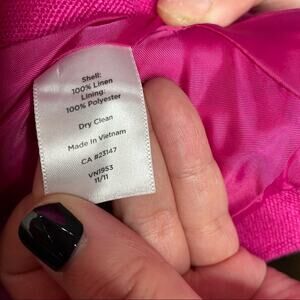 Shell:
100% Linen
Lining:
100% Polyester
Dry Clean
Made in Vietnam
CA #23147
VN1953
11/11